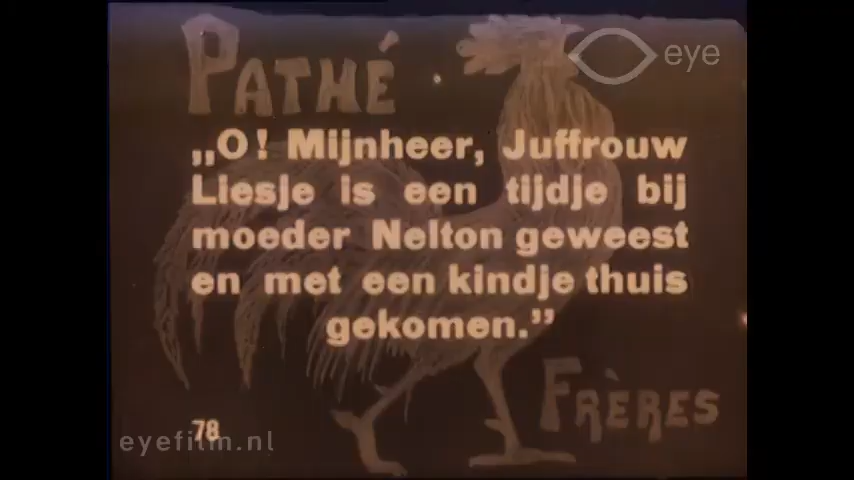 PATHÉ
eye
„O! Mijnheer, Juffrouw
Liesje is een tijdje bij
moeder Nelton geweest
en met een kindje thuis
gekomen.”
FRÈRES
78
eyefilm.nl